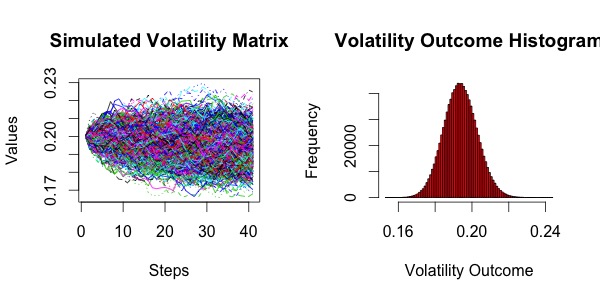 Simulated Volatility Matrix
Values
0.17
0.20
0.23
0
10
20
30
40
Steps
Volatility Outcome Histogram
Frequency
0
20000
0.16
0.20
0.24
Volatility Outcome